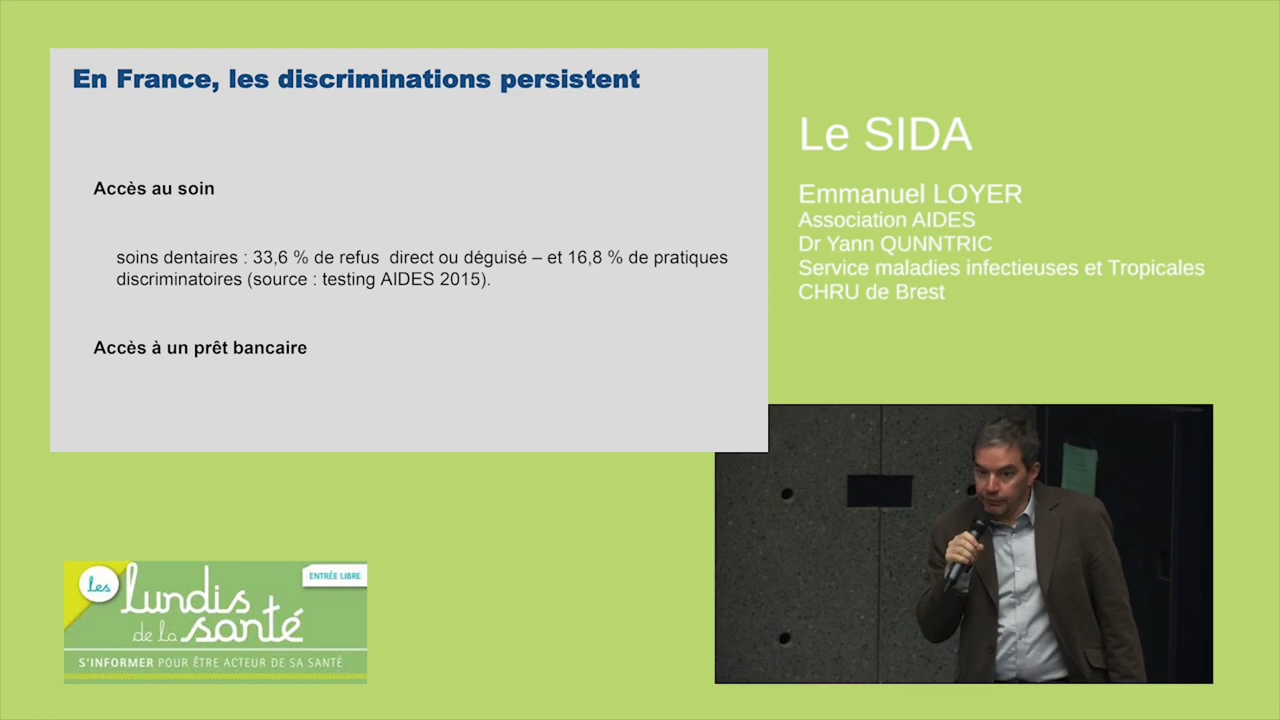 En France, les discriminations persistent
Accès au soin
soins dentaires : 33,6 % de refus direct ou déguisé – et 16,8 % de pratiques
discriminatoires (source : testing AIDES 2015).
Accès à un prêt bancaire
Le SIDA
Emmanuel LOYER
Association AIDES
Dr Yann QUNNTRIC
Service maladies infectieuses et Tropicales
CHRU de Brest
les
lundis
de la santé
ENTRÉE LIBRE
S'INFORMER POUR ÊTRE ACTEUR DE SA SANTÉ